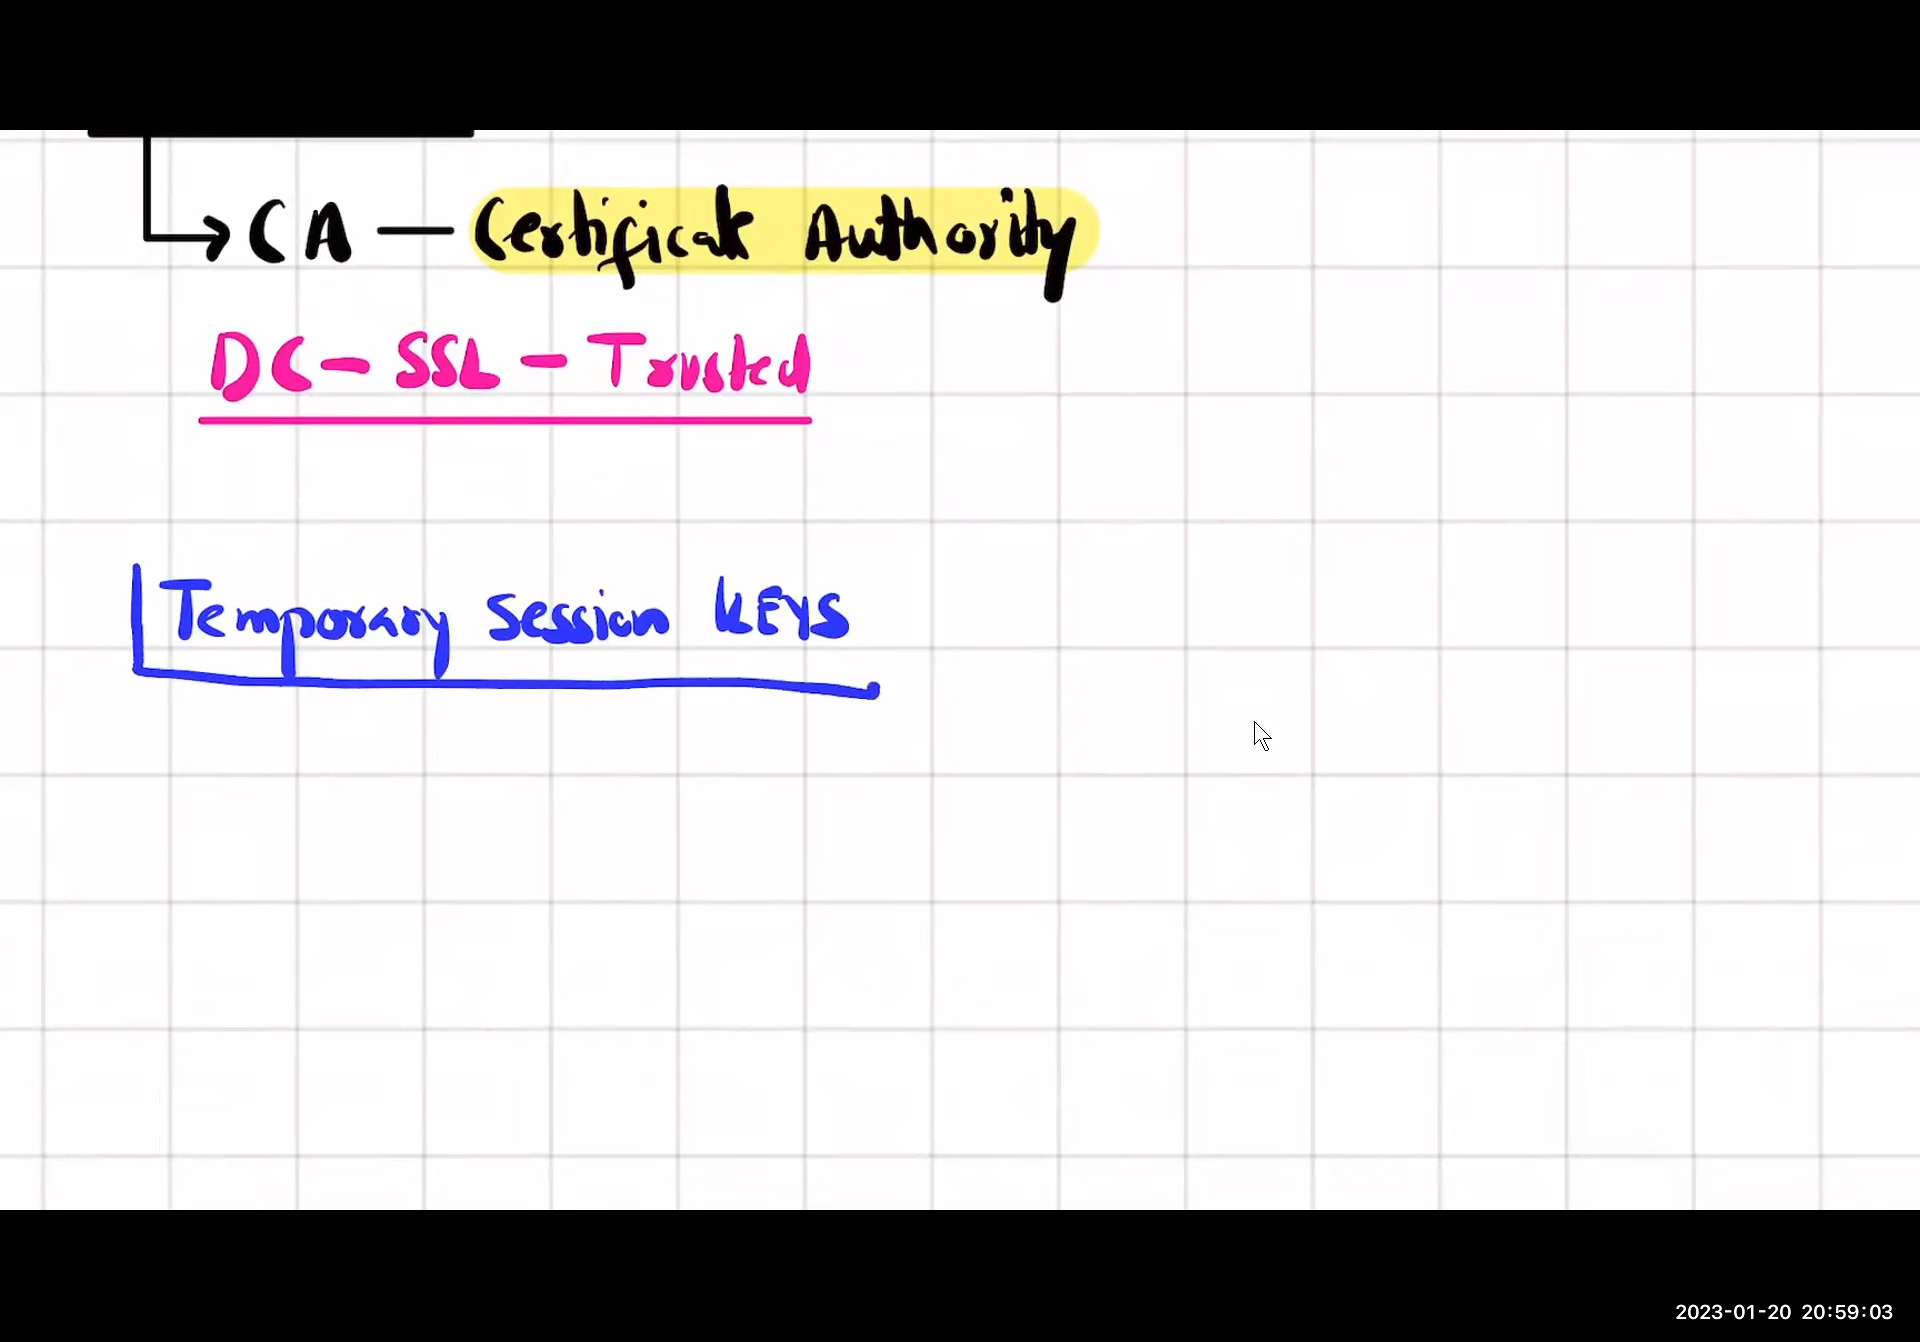 CA — Certificate Authority
DC - SSL - Trusted
Temporary Session KEYS
2023-01-20 20:59:03